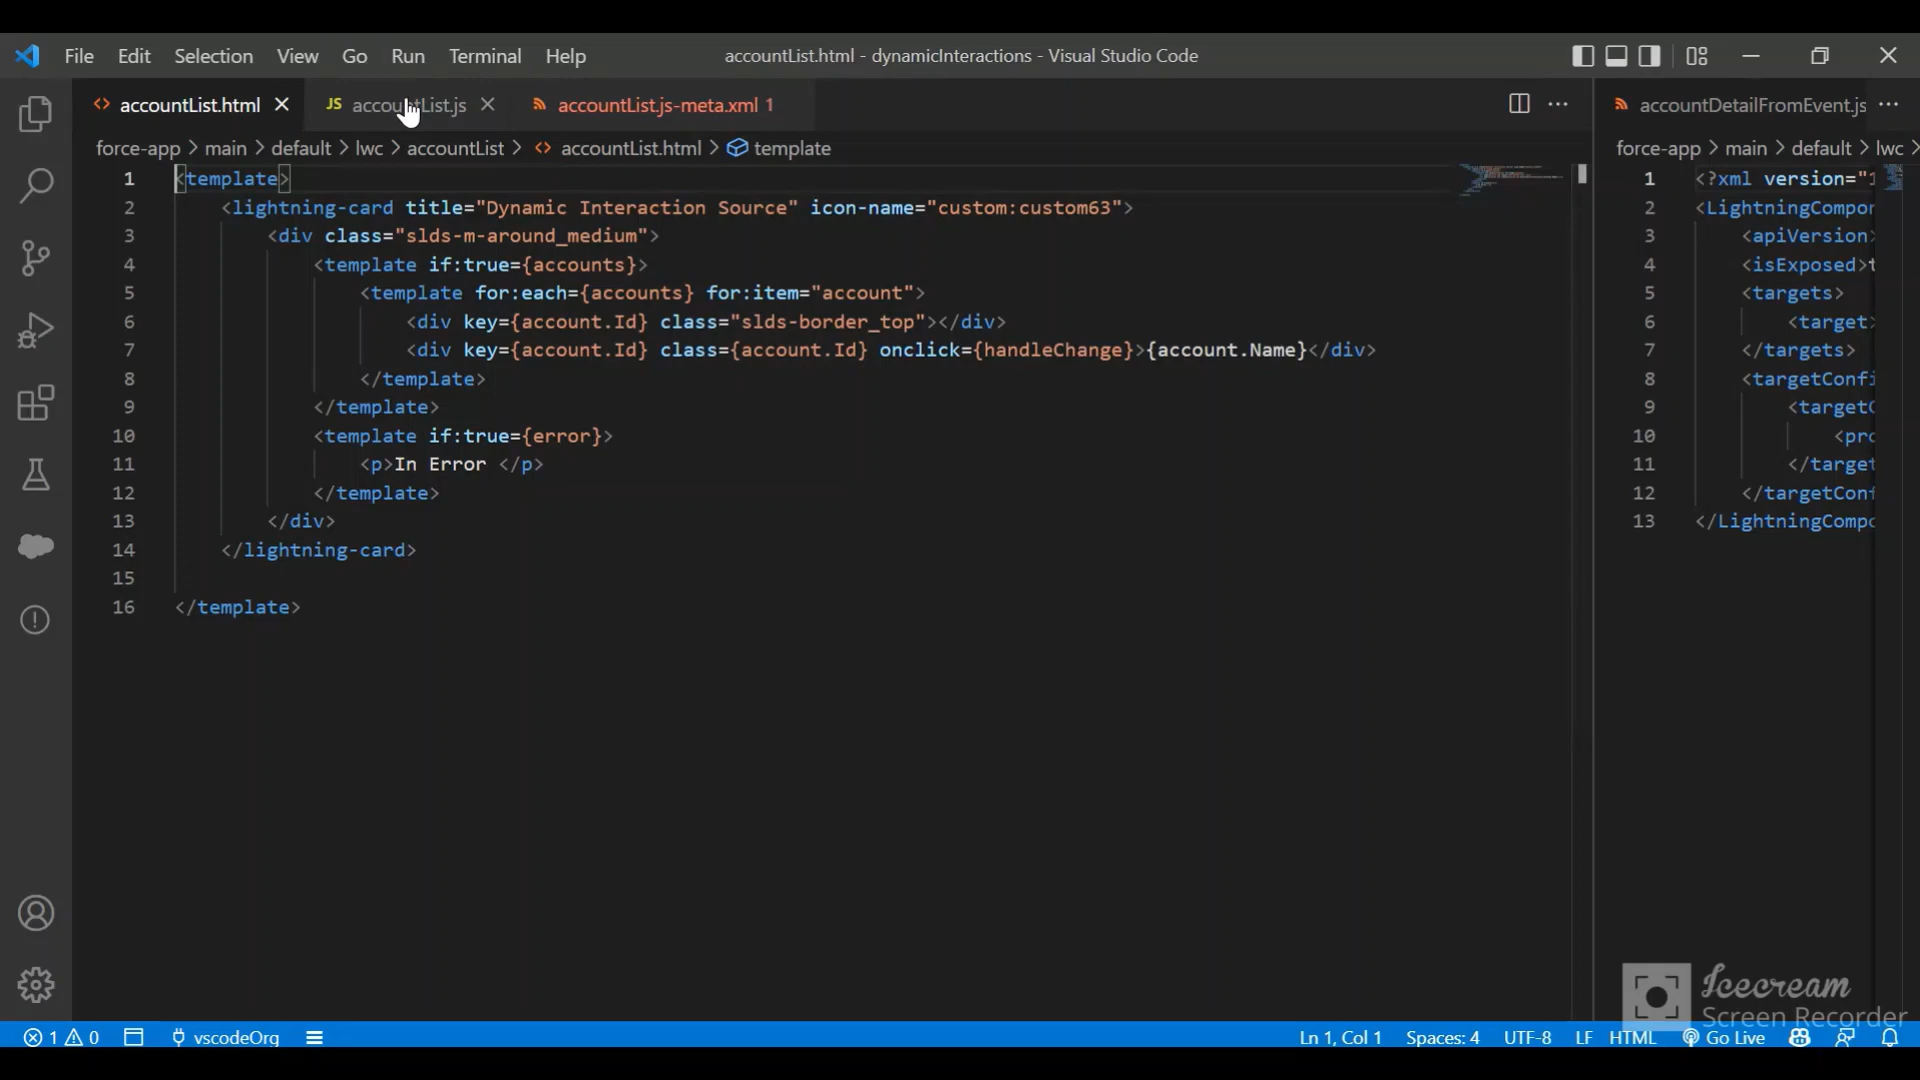 File Edit Selection View Go Run Terminal Help accountList.html - dynamicInteractions - Visual Studio Code
<> accountList.html JS accountList.js accountList.js-meta.xml 1
force-app > main > default > lwc > accountList > <> accountList.html > template
1 <template>
2 <lightning-card title="Dynamic Interaction Source" icon-name="custom:custom63">
3 <div class="slds-m-around_medium">
4 <template if:true={accounts}>
5 <template for:each={accounts} for:item="account">
6 <div key={account.Id} class="slds-border_top"></div>
7 <div key={account.Id} class={account.Id} onclick={handleChange}>{account.Name}</div>
8 </template>
9 </template>
10 <template if:true={error}>
11 <p>In Error </p>
12 </template>
13 </div>
14 </lightning-card>
15
16 </template>
accountDetailFromEvent.js
force-app > main > default > lwc >
1 <?xml version="1
2 <LightningCompon
3 <apiVersion>
4 <isExposed>t
5 <targets>
6 <target>
7 </targets>
8 <targetConfi
9 <targetC
10 <pro
11 </target
12 </targetConf
13 </LightningCompo
Icecream
Screen Recorder
1 0 vscodeOrg Ln 1, Col 1 Spaces: 4 UTF-8 LF HTML Go Live